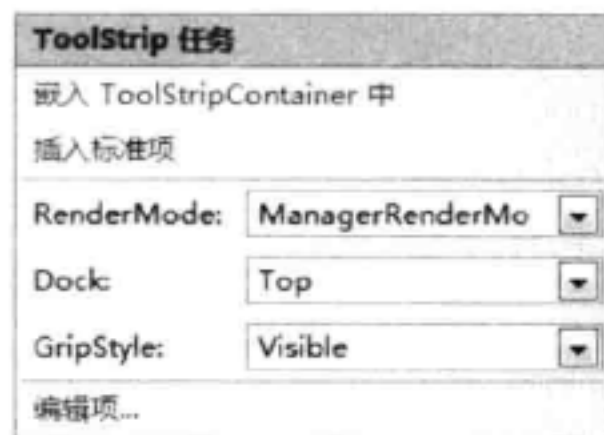 ToolStrip 任务
嵌入 ToolStripContainer 中
插入标准项
RenderMode: ManagerRenderMo
Dock: Top
GripStyle: Visible
编辑项...